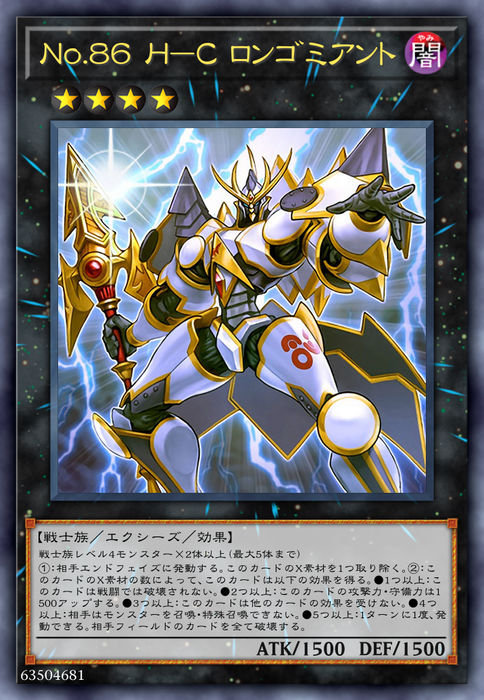 No.86 H-C ロンゴミアント
やみ
闇
【戦士族／エクシーズ／効果】
戦士族レベル4モンスター×2体以上(最大5体まで)
①：相手エンドフェイズに発動する。このカードのX素材を1つ取り除く。②：こ
のカードのX素材の数によって、このカードは以下の効果を得る。●1つ以上：こ
のカードは戦闘では破壊されない。●2つ以上：このカードの攻撃力・守備力は1
500アップする。●3つ以上：このカードは他のカードの効果を受けない。●4つ
以上：相手はモンスターを召喚・特殊召喚できない。●5つ以上：1ターンに1度、発
動できる。相手フィールドのカードを全て破壊する。
ATK/1500 DEF/1500
63504681